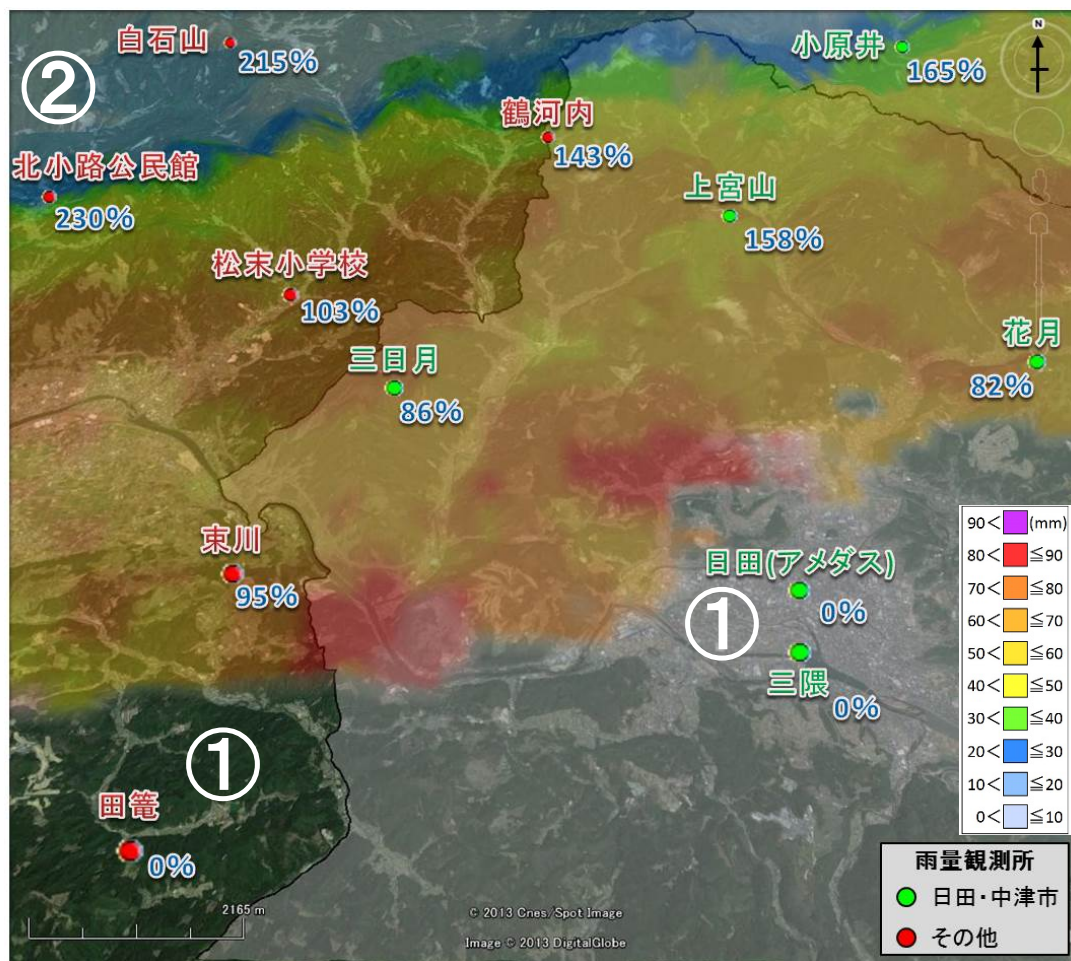 白石山
215%
小原井
165%
N
②
鶴河内
143%
北小路公民館
230%
上宮山
158%
松末小学校
103%
三日月
86%
花月
82%
束川
95%
日田(アメダス)
0%
①
三隈
0%
①
田篭
0%
90< (mm)
80< ≦90
70< ≦80
60< ≦70
50< ≦60
40< ≦50
30< ≦40
20< ≦30
10< ≦20
0< ≦10
雨量観測所
日田・中津市
その他
2165 m
© 2013 Cnes/Spot Image
Image © 2013 DigitalGlobe